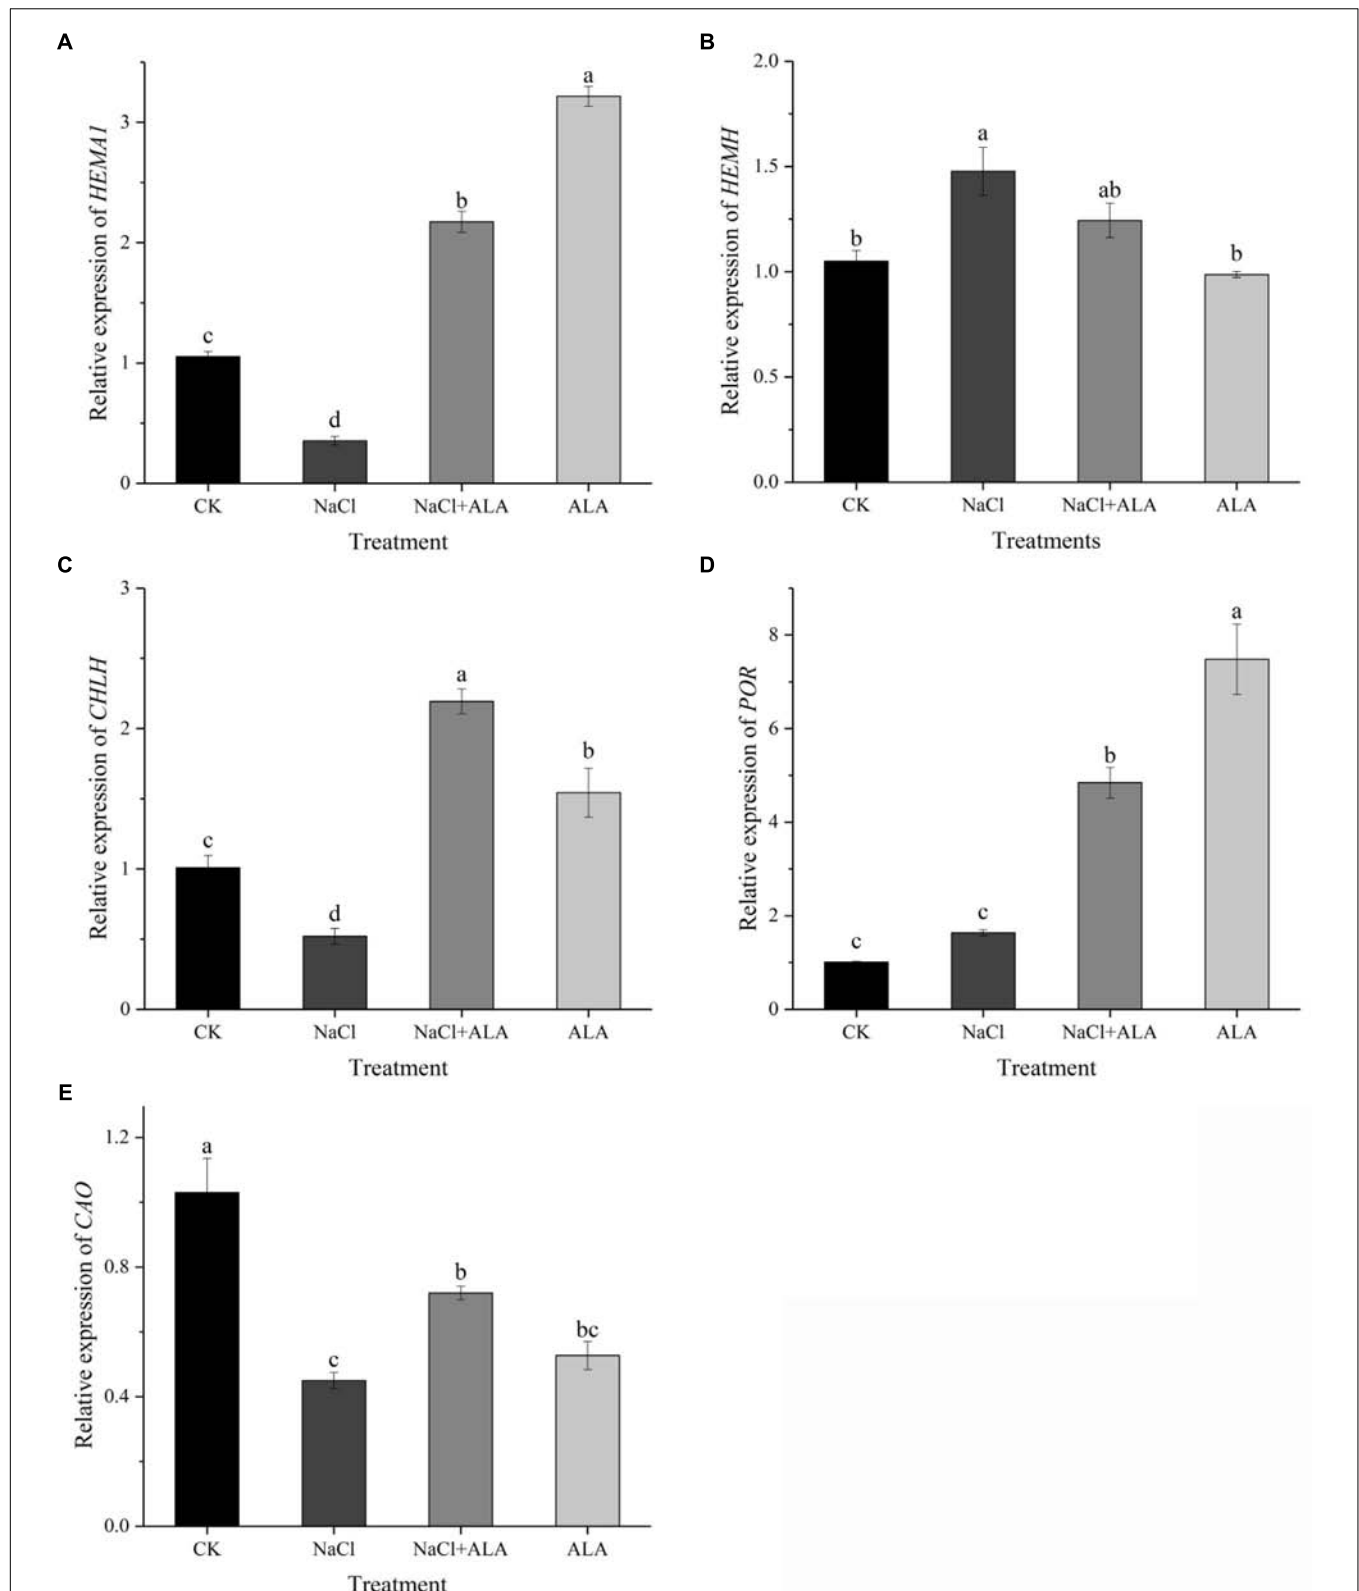 A
Relative expression of HEMA1
3
2
1
0
a
b
c
d
CK NaCl NaCl+ALA ALA
Treatment
B
Relative expression of HEMH
2.0
1.5
1.0
0.5
0.0
a
ab
b
b
CK NaCl NaCl+ALA ALA
Treatments
C
Relative expression of CHLH
3
2
1
0
a
b
c
d
CK NaCl NaCl+ALA ALA
Treatment
D
Relative expression of POR
8
6
4
2
0
a
b
c
c
CK NaCl NaCl+ALA ALA
Treatment
E
Relative expression of CAO
1.2
0.8
0.4
0.0
a
b
bc
c
CK NaCl NaCl+ALA ALA
Treatment